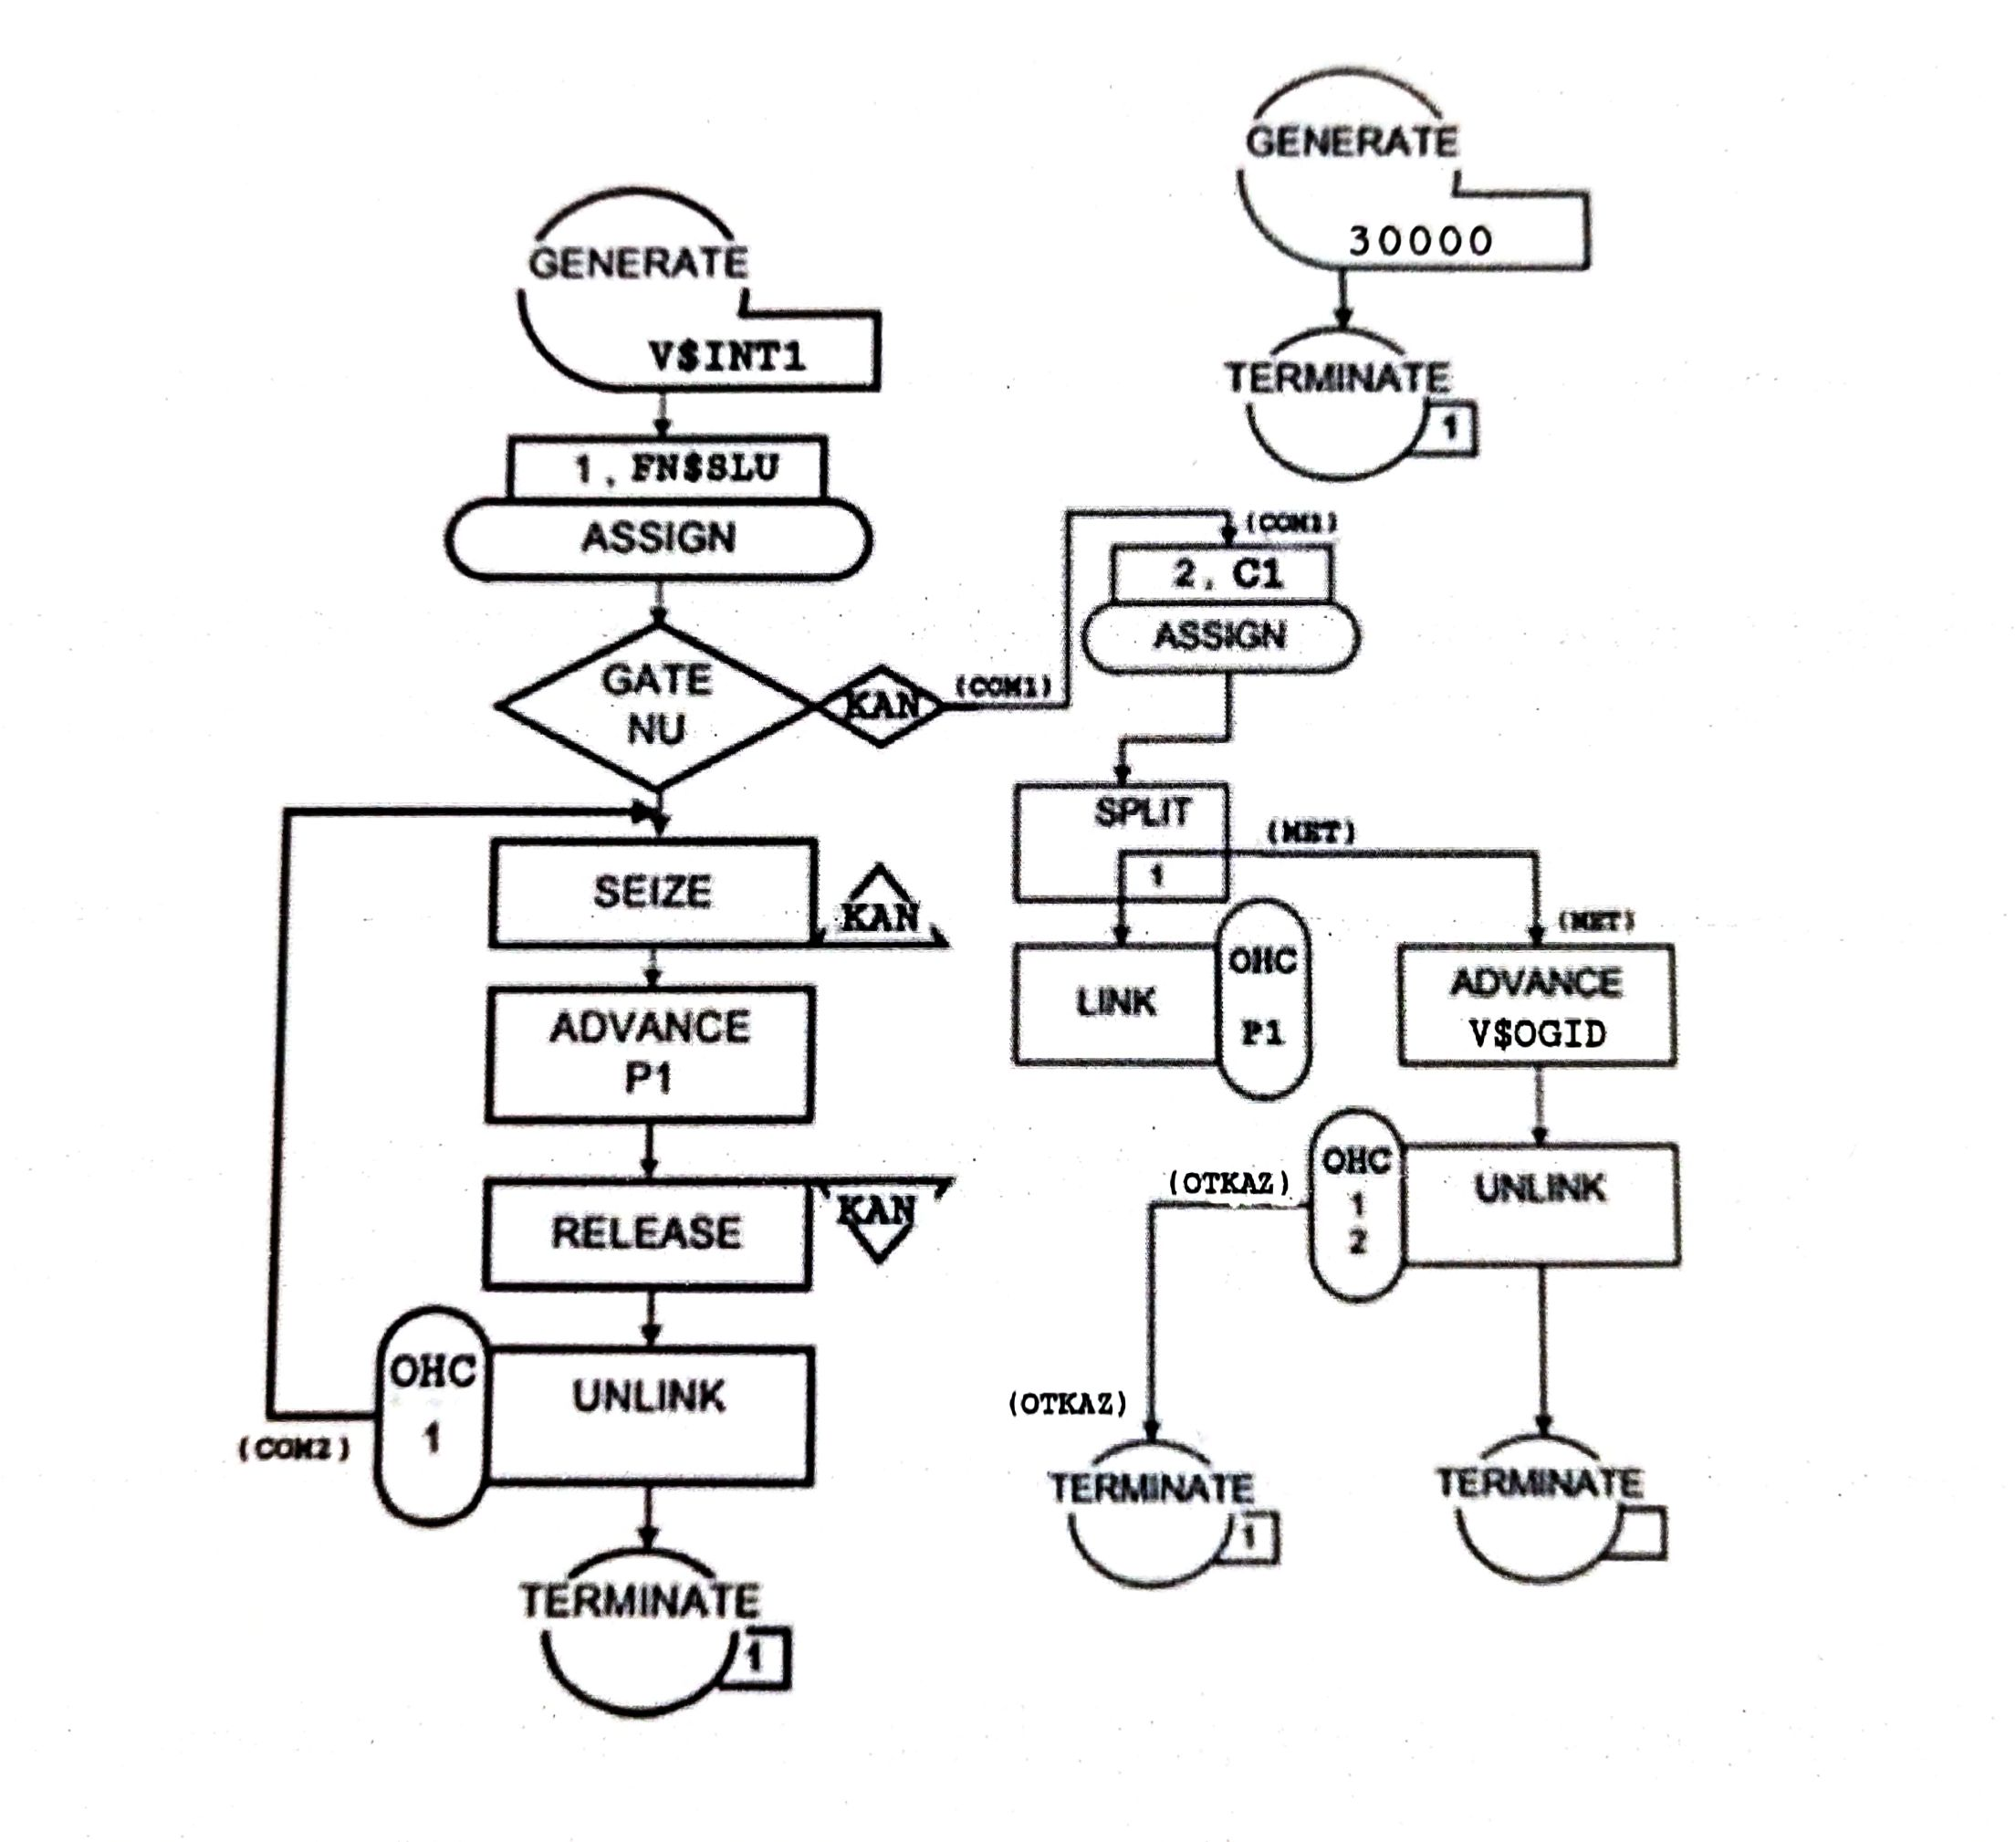 GENERATE
V$INT1
1, FN$SLU
ASSIGN
GATE
NU
KAN
(COM1)
SEIZE
KAN
ADVANCE
P1
RELEASE
KAN
OHC
1
UNLINK
(COM2)
TERMINATE
1
GENERATE
30000
TERMINATE
1
(COM1)
2, C1
ASSIGN
SPLIT
1
(MET)
LINK
OHC
P1
(MET)
ADVANCE
V$OGID
OHC
1
2
UNLINK
(OTKAZ)
(OTKAZ)
TERMINATE
1
TERMINATE